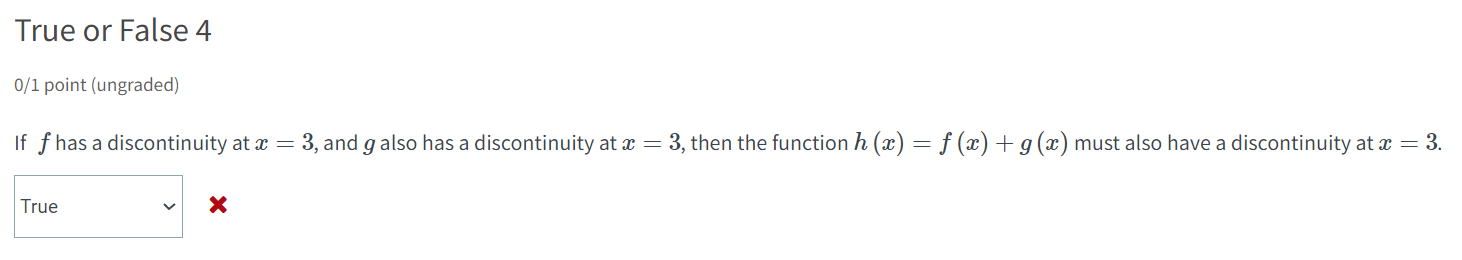 True or False 4
0/1 point (ungraded)
If f has a discontinuity at x = 3, and g also has a discontinuity at x = 3, then the function h (x) = f (x) + g (x) must also have a discontinuity at x = 3.
True